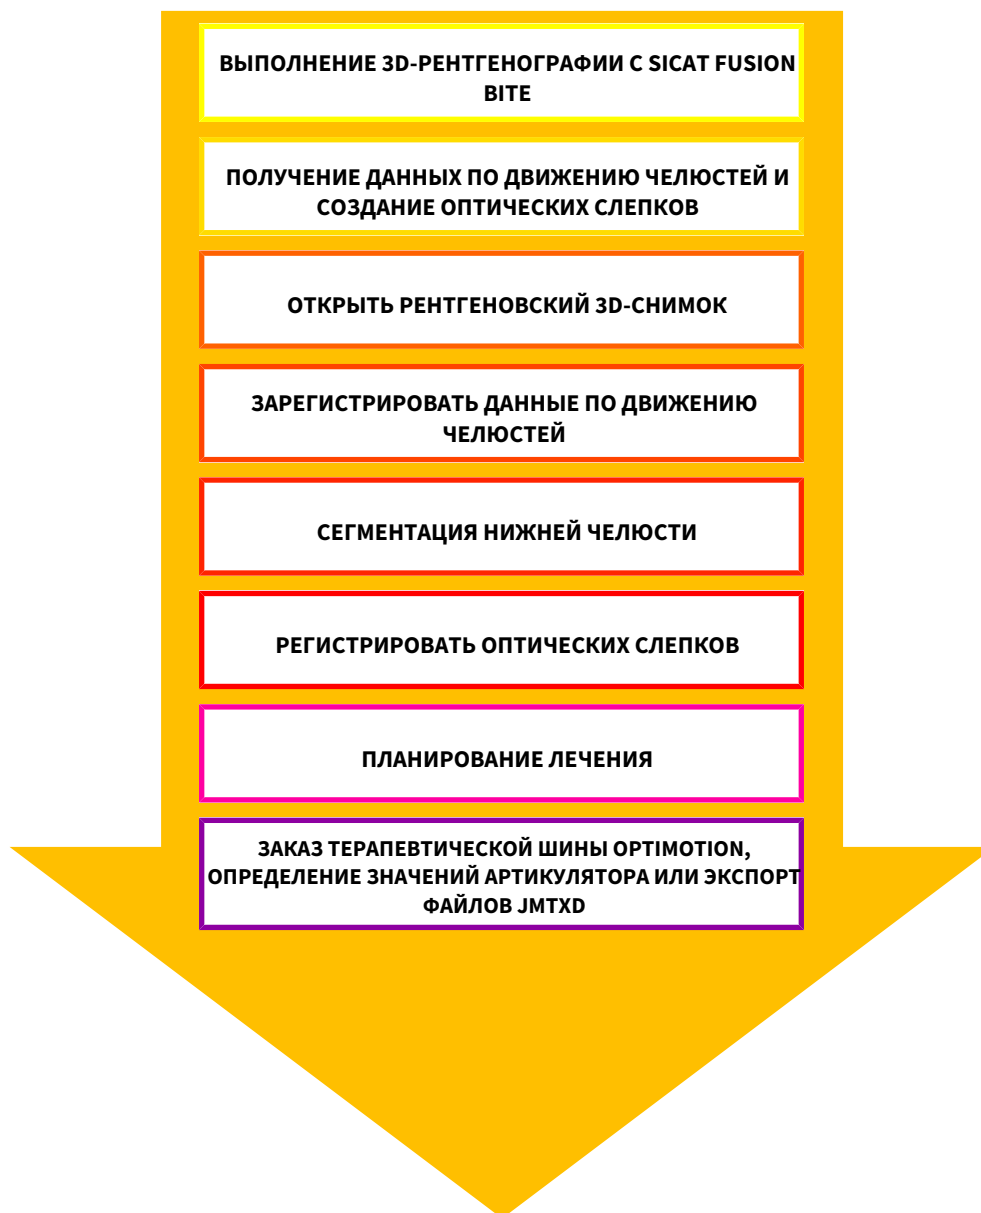 ВЫПОЛНЕНИЕ 3D-РЕНТГЕНОГРАФИИ С SICAT FUSION
BITE
ПОЛУЧЕНИЕ ДАННЫХ ПО ДВИЖЕНИЮ ЧЕЛЮСТЕЙ И
СОЗДАНИЕ ОПТИЧЕСКИХ СЛЕПКОВ
ОТКРЫТЬ РЕНТГЕНОВСКИЙ 3D-СНИМОК
ЗАРЕГИСТРИРОВАТЬ ДАННЫЕ ПО ДВИЖЕНИЮ
ЧЕЛЮСТЕЙ
СЕГМЕНТАЦИЯ НИЖНЕЙ ЧЕЛЮСТИ
РЕГИСТРИРОВАТЬ ОПТИЧЕСКИХ СЛЕПКОВ
ПЛАНИРОВАНИЕ ЛЕЧЕНИЯ
ЗАКАЗ ТЕРАПЕВТИЧЕСКОЙ ШИНЫ OPTIMOTION,
ОПРЕДЕЛЕНИЕ ЗНАЧЕНИЙ АРТИКУЛЯТОРА ИЛИ ЭКСПОРТ
ФАЙЛОВ JMTXD